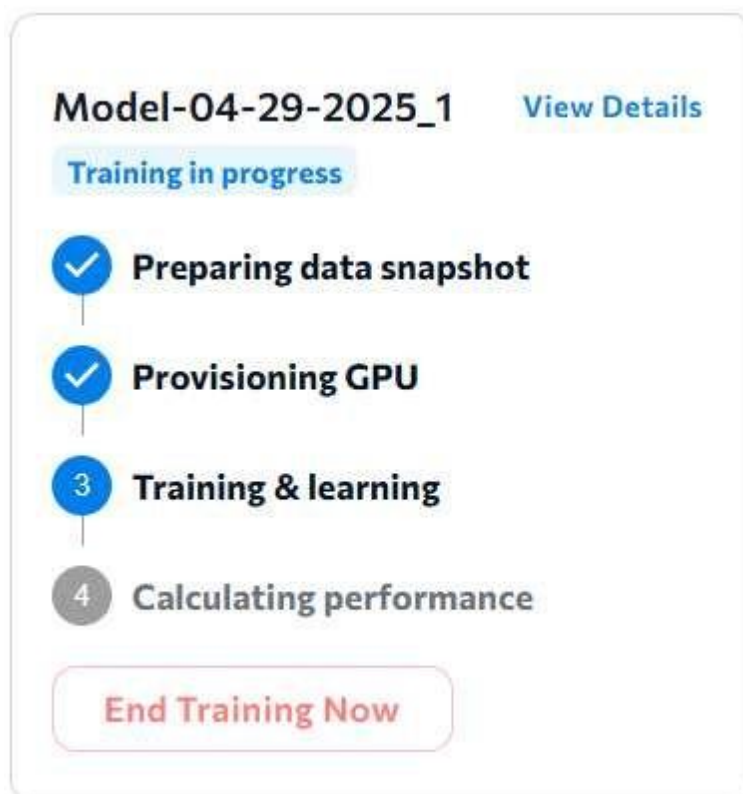 Model-04-29-2025_1 View Details
Training in progress
Preparing data snapshot
Provisioning GPU
3 Training & learning
4 Calculating performance
End Training Now